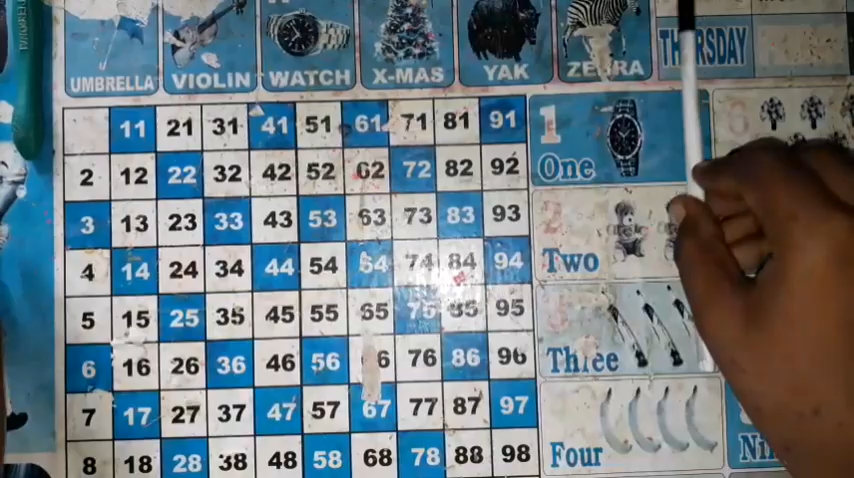 UMBRELLA VIOLIN WATCH X-MAS YAK ZEBRA THURSDAY
11 21 31 41 51 61 71 81 91 1
One
2 12 22 32 42 52 62 72 82 92
3 13 23 33 43 53 63 73 83 93 2
Two
4 14 24 34 44 54 64 74 84 94
5 15 25 35 45 55 65 75 85 95
Three
6 16 26 36 46 56 76 86 96
7 17 27 37 47 57 67 77 87 97
8 18 28 38 48 58 68 78 88 98
Four